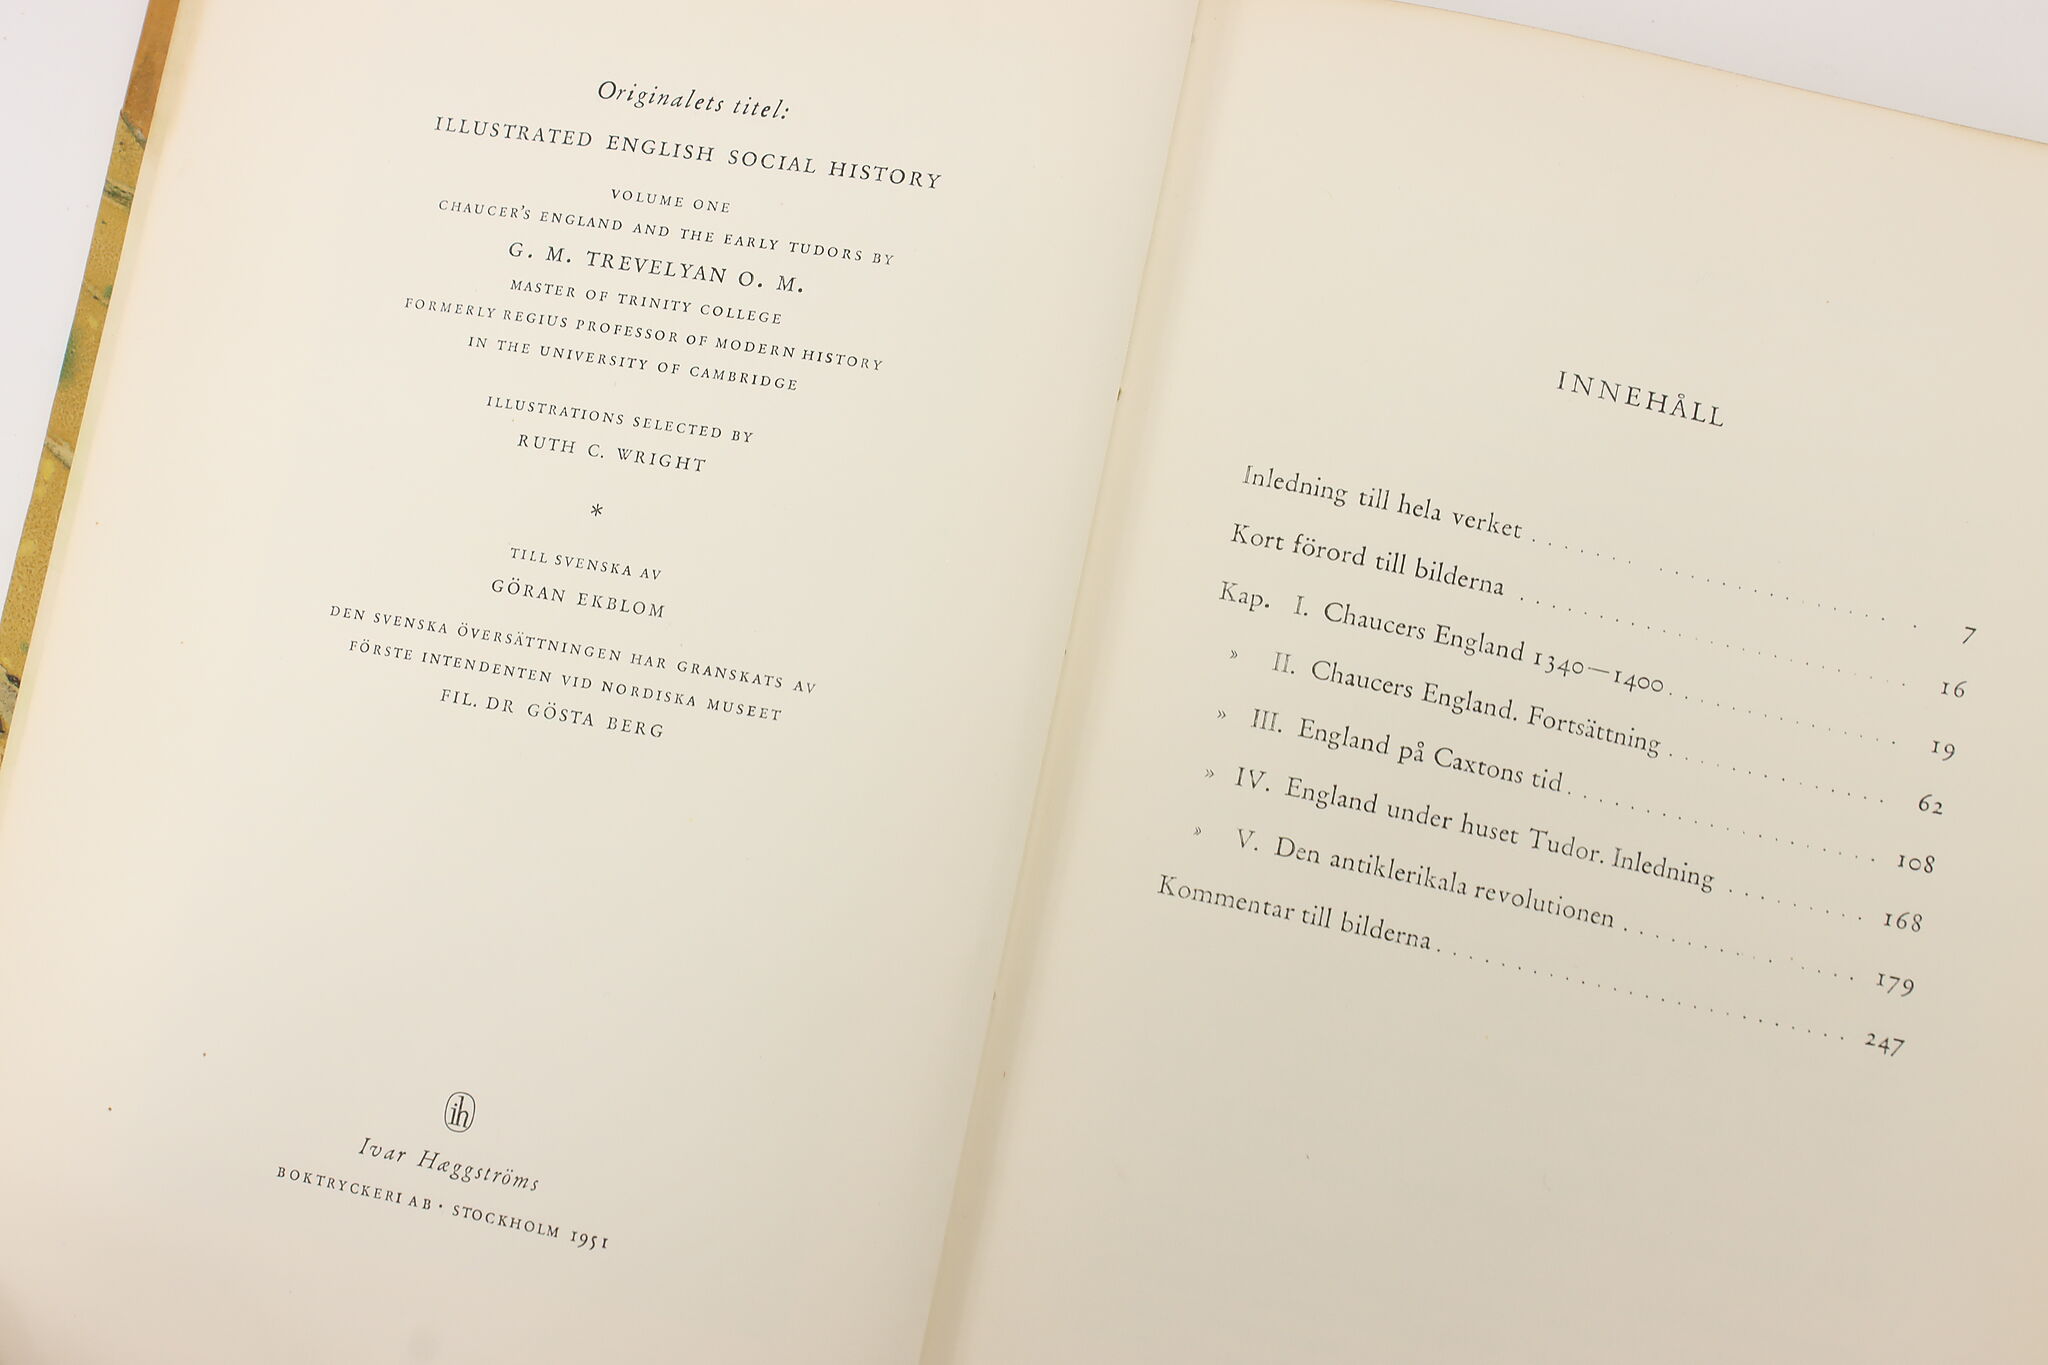 Originalets titel:
ILLUSTRATED ENGLISH SOCIAL HISTORY
VOLUME ONE
CHAUCER'S ENGLAND AND THE EARLY TUDORS BY
G. M. TREVELYAN O. M.
MASTER OF TRINITY COLLEGE
FORMERLY REGIUS PROFESSOR OF MODERN HISTORY
IN THE UNIVERSITY OF CAMBRIDGE
ILLUSTRATIONS SELECTED BY
RUTH C. WRIGHT
*
TILL SVENSKA AV
GÖRAN EKBLOM
DEN SVENSKA ÖVERSÄTTNINGEN HAR GRANSKATS AV
FÖRSTE INTENDENTEN VID NORDISKA MUSEET
FIL. DR GÖSTA BERG
ih
Ivar Hæggströms
BOKTRYCKERI AB · STOCKHOLM 1951
INNEHÅLL
Inledning till hela verket . . . . . . . . . . . . . . . . . . . . 7
Kort förord till bilderna . . . . . . . . . . . . . . . . . . . . 16
Kap. I. Chaucers England 1340—1400 . . . . . . . . . . . . . 19
» II. Chaucers England. Fortsättning . . . . . . . . . . . . . 62
» III. England på Caxtons tid . . . . . . . . . . . . . . . . . 108
» IV. England under huset Tudor. Inledning . . . . . . . . . 168
» V. Den antiklerikala revolutionen . . . . . . . . . . . . . 179
Kommentar till bilderna . . . . . . . . . . . . . . . . . . . . 247